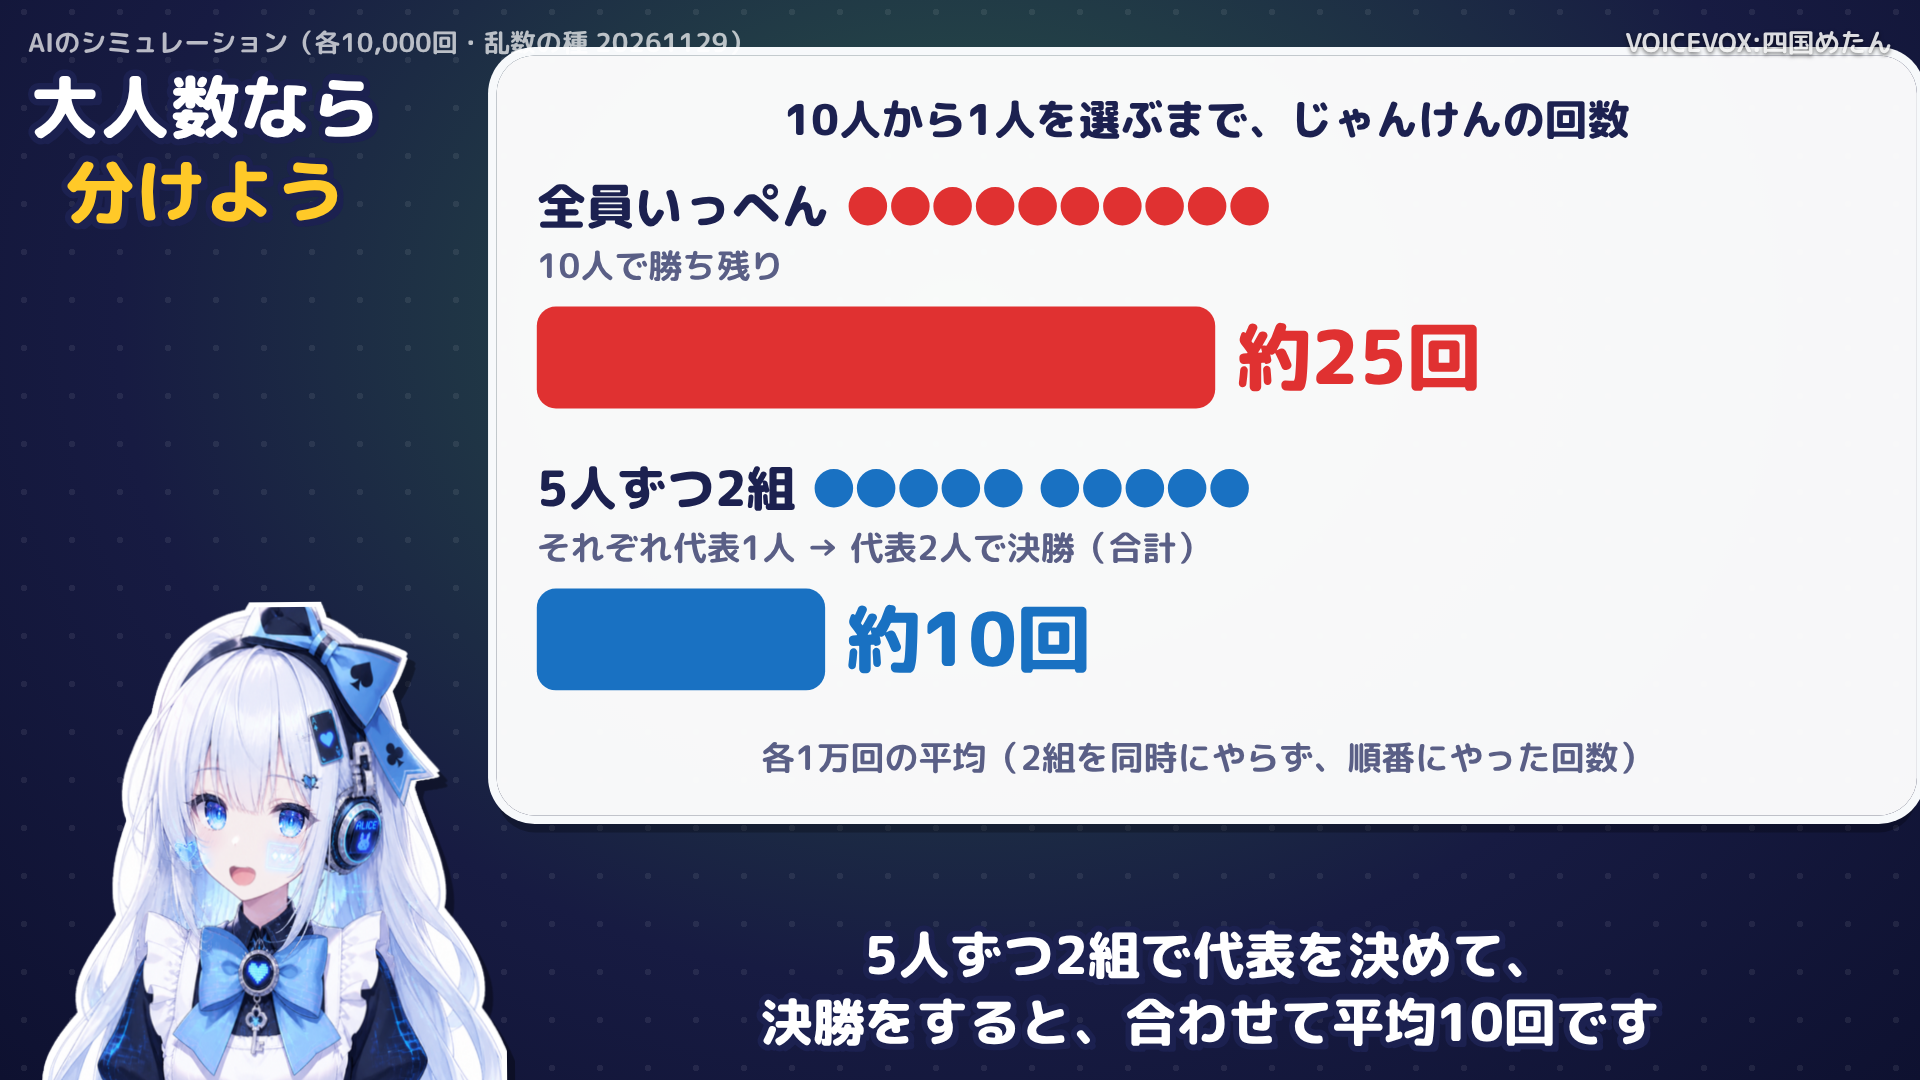 AIのシミュレーション（各10,000回・乱数の種 20261129）
VOICEVOX:四国めたん
大人数なら
分けよう
10人から1人を選ぶまで、じゃんけんの回数
全員いっぺん
10人で勝ち残り
約25回
5人ずつ2組
それぞれ代表1人 → 代表2人で決勝（合計）
約10回
各1万回の平均（2組を同時にやらず、順番にやった回数）
ALICE
5人ずつ2組で代表を決めて、
決勝をすると、合わせて平均10回です